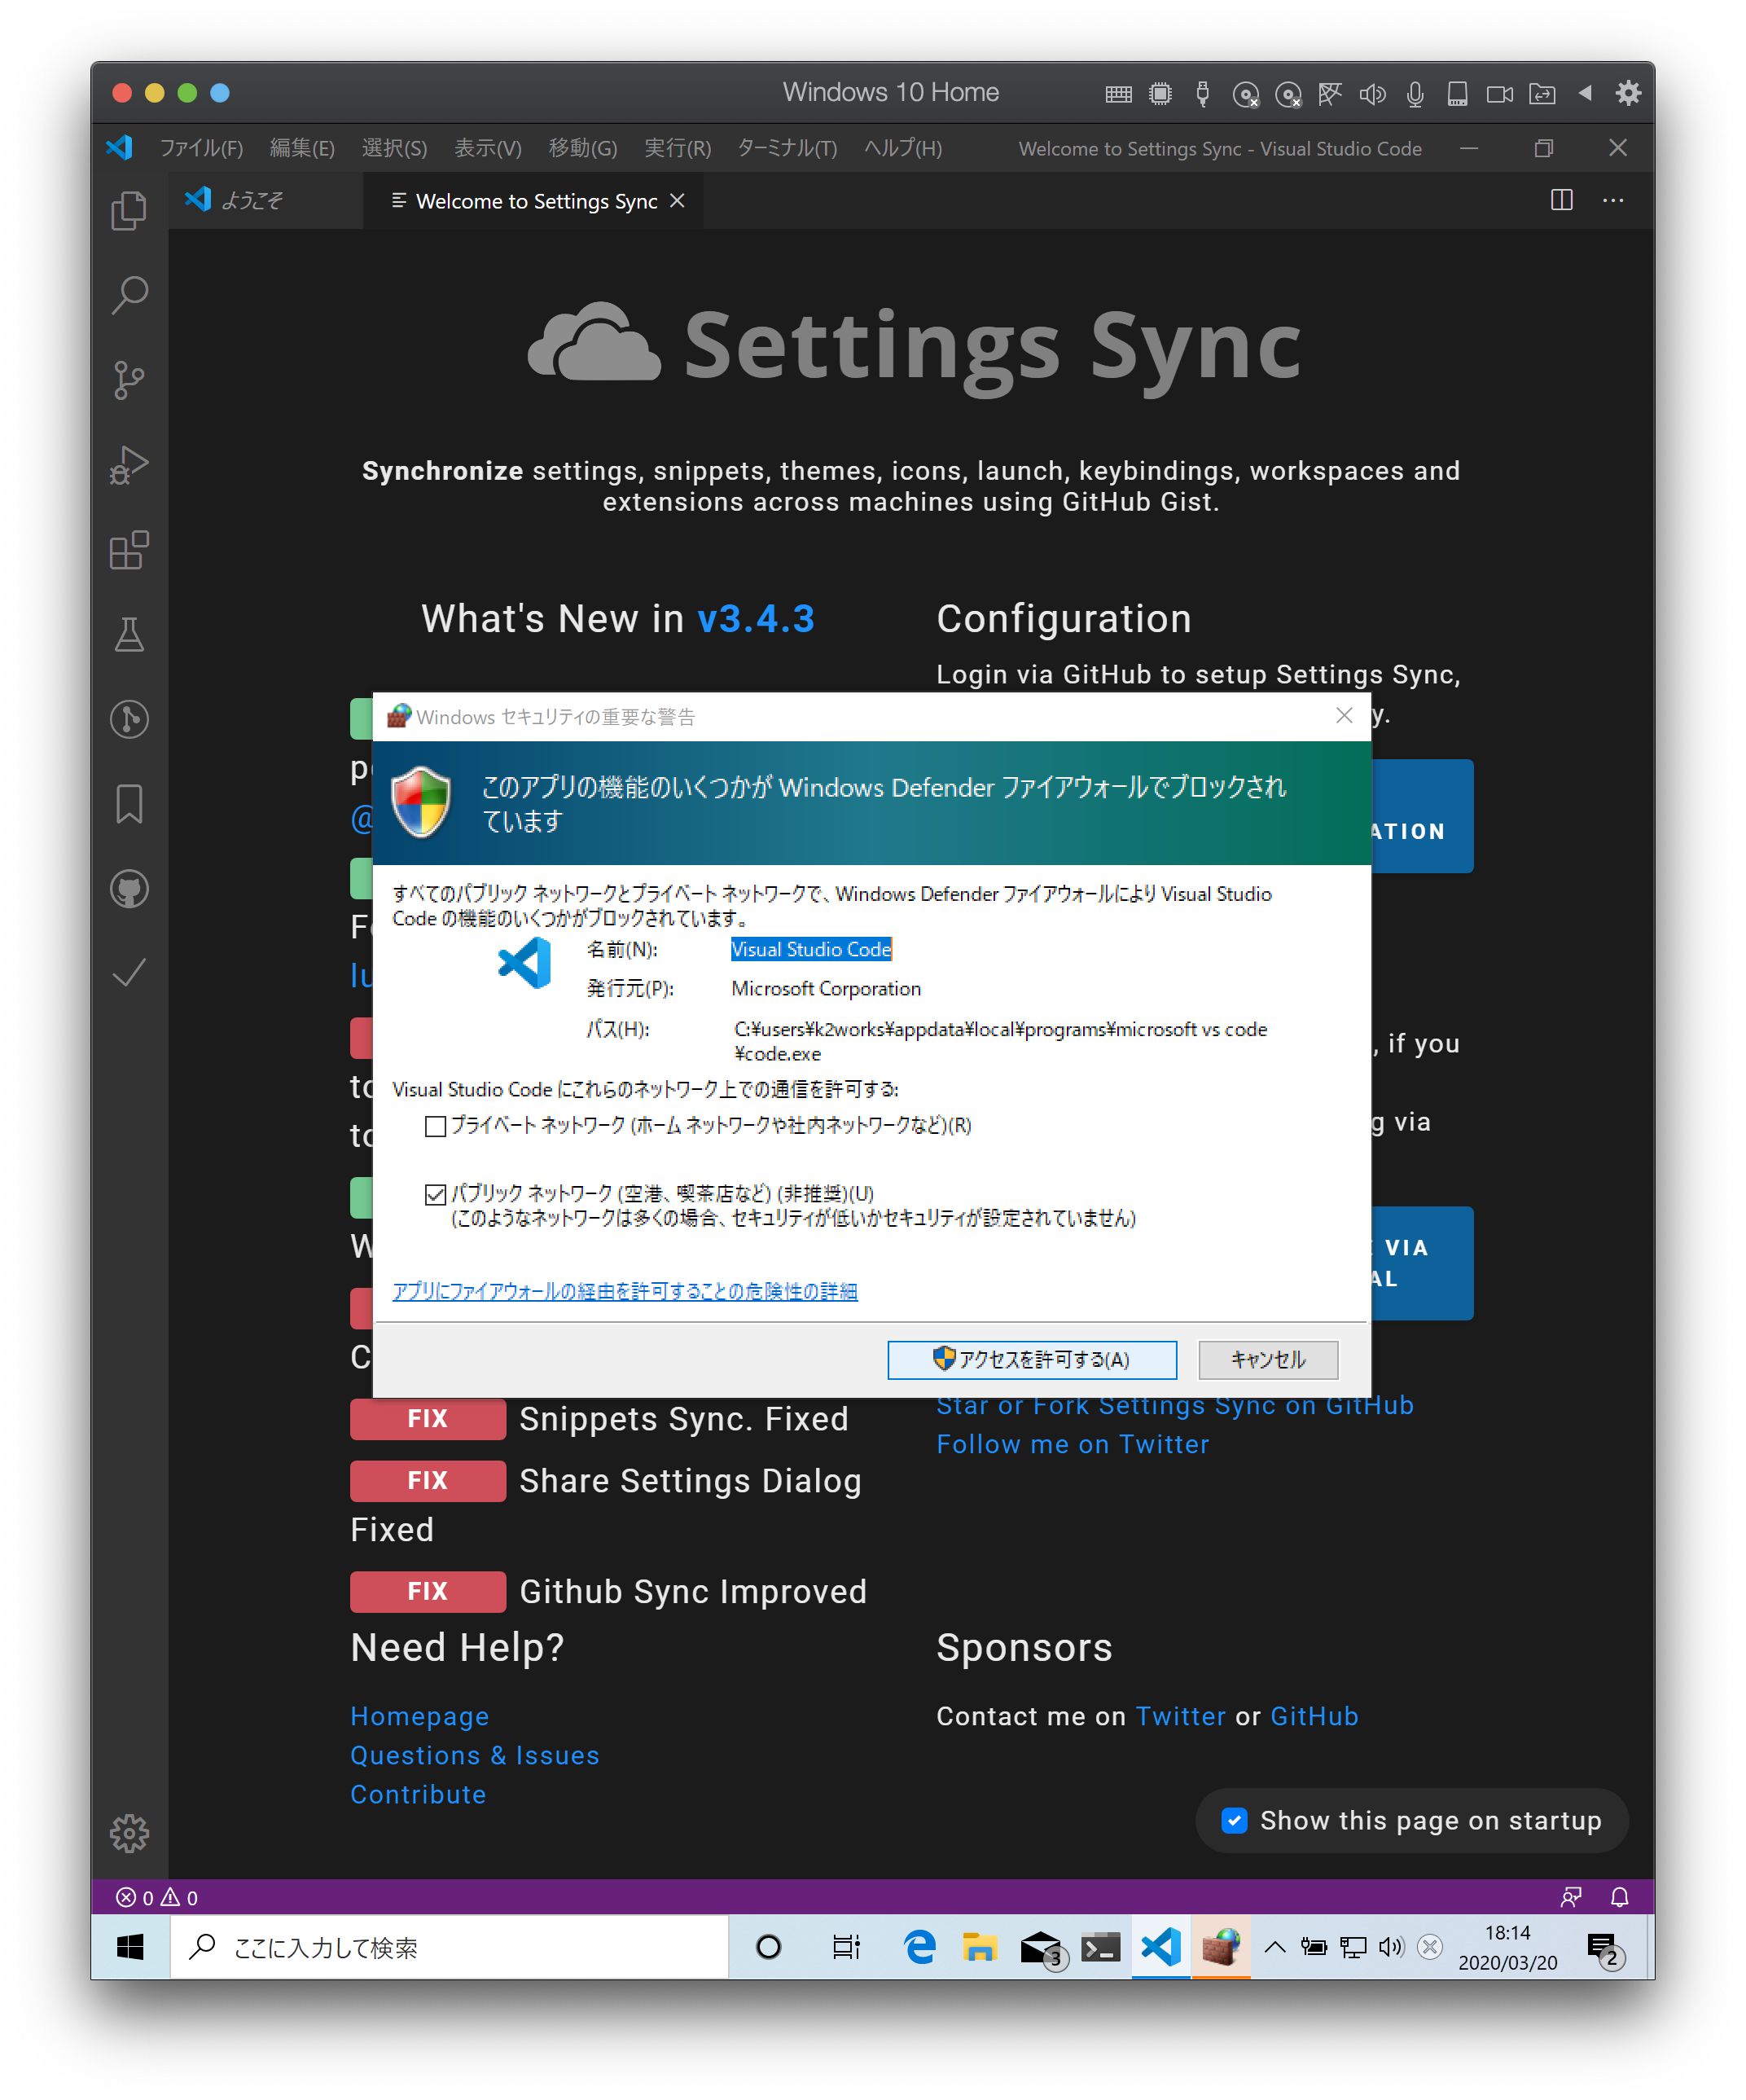 Windows 10 Home
ファイル(F) 編集(E) 選択(S) 表示(V) 移動(G) 実行(R) ターミナル(T) ヘルプ(H) Welcome to Settings Sync - Visual Studio Code
ようこそ
Welcome to Settings Sync
Settings Sync
Synchronize settings, snippets, themes, icons, launch, keybindings, workspaces and
extensions across machines using GitHub Gist.
What's New in v3.4.3
Configuration
Login via GitHub to setup Settings Sync,
y.
ATION
, if you
g via
VIA
AL
Windows セキュリティの重要な警告
このアプリの機能のいくつかが Windows Defender ファイアウォールでブロックされ
ています
すべてのパブリック ネットワークとプライベート ネットワークで、Windows Defender ファイアウォールにより Visual Studio
Code の機能のいくつかがブロックされています。
名前(N): Visual Studio Code
発行元(P): Microsoft Corporation
パス(H): C:¥users¥k2works¥appdata¥local¥programs¥microsoft vs code
¥code.exe
Visual Studio Code にこれらのネットワーク上での通信を許可する:
プライベート ネットワーク (ホーム ネットワークや社内ネットワークなど)(R)
パブリック ネットワーク (空港、喫茶店など) (非推奨)(U)
(このようなネットワークは多くの場合、セキュリティが低いかセキュリティが設定されていません)
アプリにファイアウォールの経由を許可することの危険性の詳細
アクセスを許可する(A) キャンセル
@
lu
to
to
W
C
FIX Snippets Sync. Fixed
FIX Share Settings Dialog
Fixed
FIX Github Sync Improved
Star or Fork Settings Sync on GitHub
Follow me on Twitter
Need Help?
Homepage
Questions & Issues
Contribute
Sponsors
Contact me on Twitter or GitHub
Show this page on startup
0 0
ここに入力して検索
3
18:14
2020/03/20
2